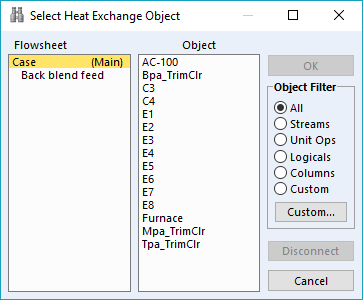 Select Heat Exchange Object
Flowsheet
Case (Main)
Back blend feed
Object
AC-100
Bpa_TrimClr
C3
C4
E1
E2
E3
E4
E5
E6
E7
E8
Furnace
Mpa_TrimClr
Tpa_TrimClr
OK
Object Filter
All
Streams
Unit Ops
Logicals
Columns
Custom
Custom...
Disconnect
Cancel